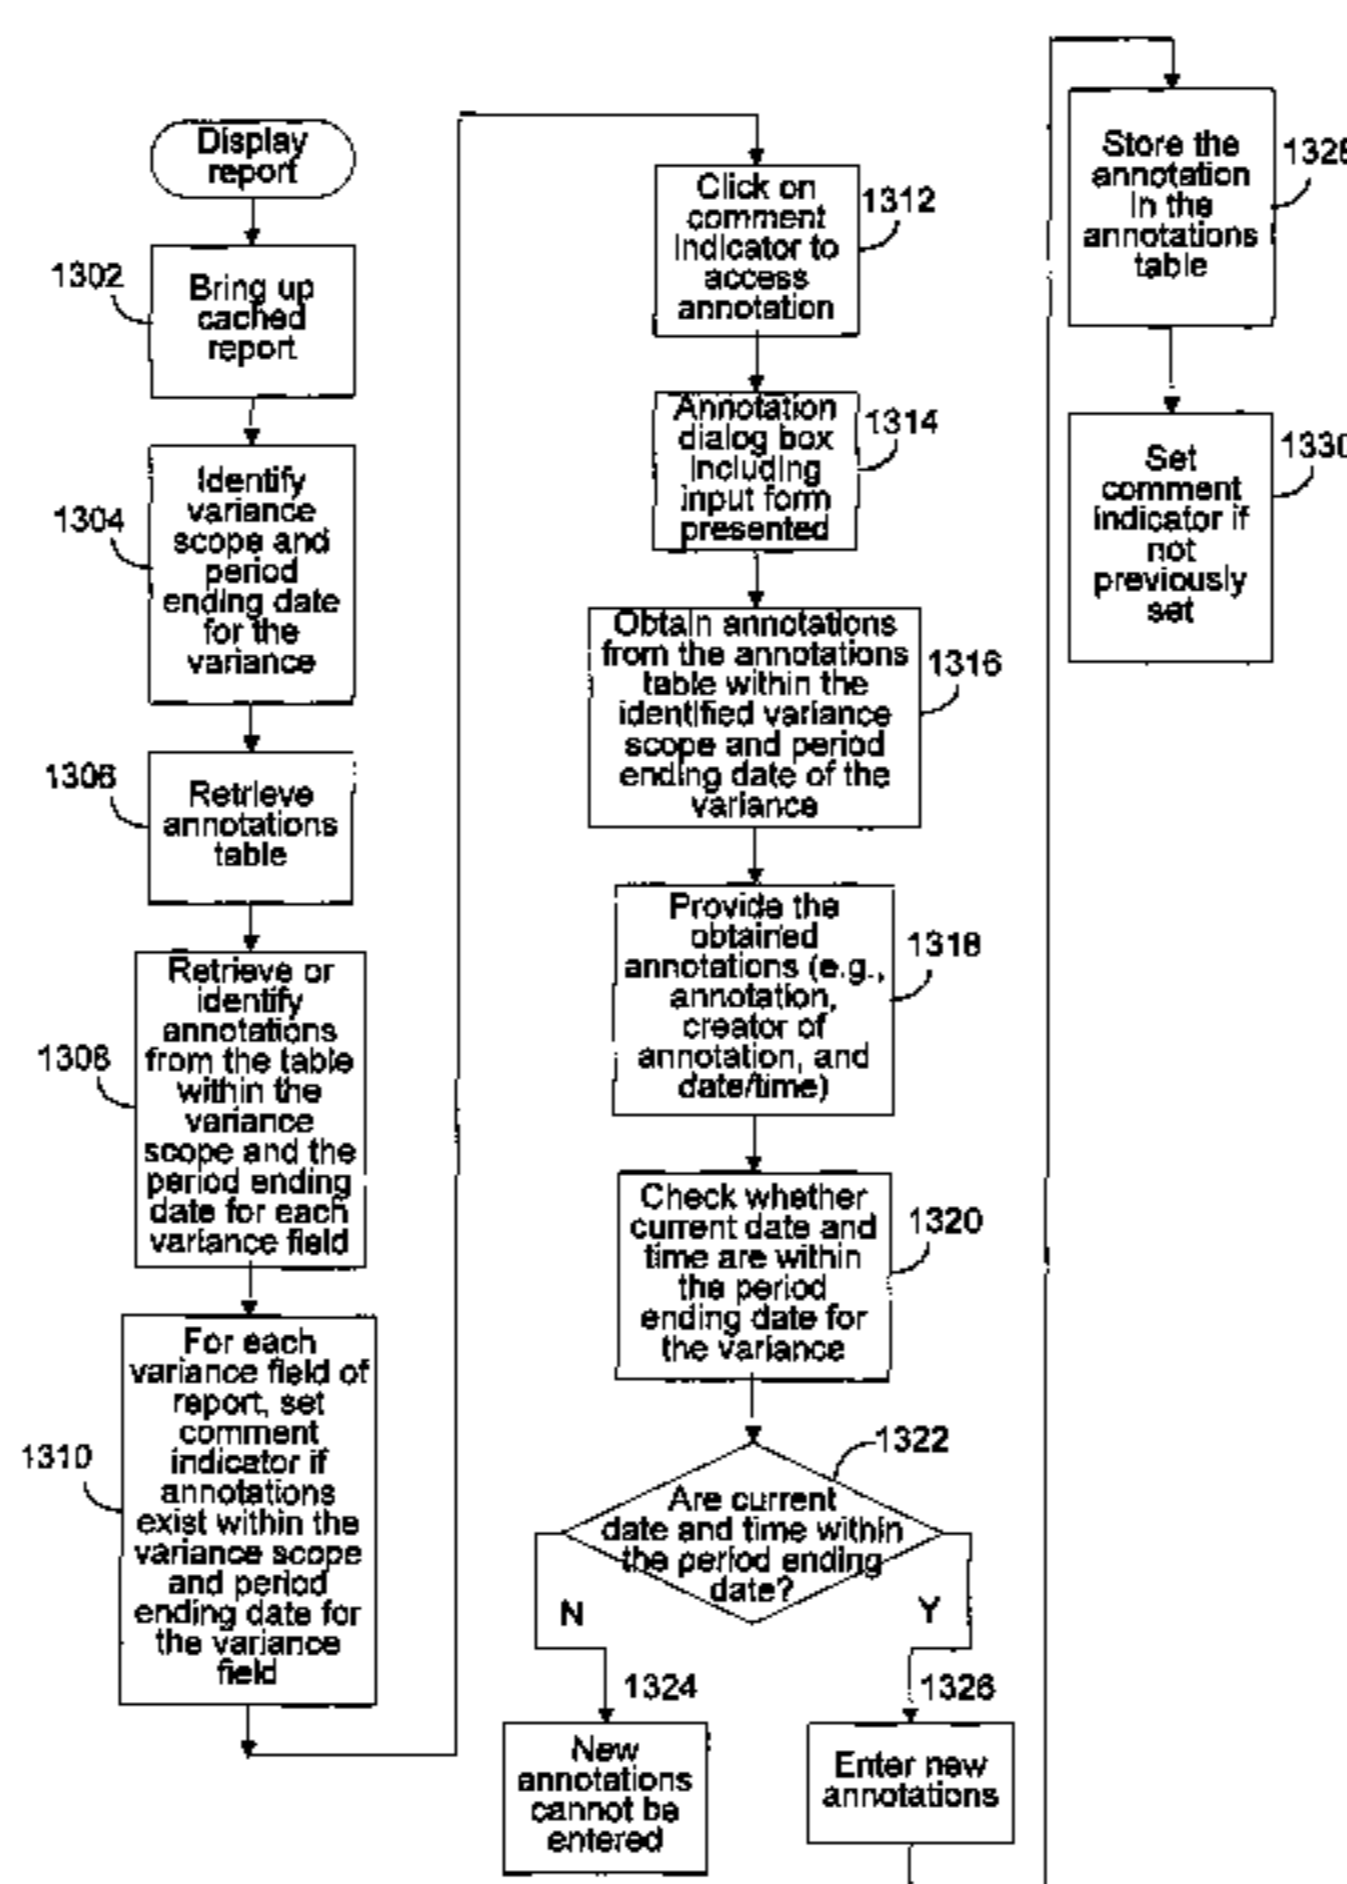 Display
report
1302
Bring up
cached
report
1304
Identify
variance
scope and
period
ending date
for the
variance
1306
Retrieve
annotations
table
1308
Retrieve or
identify
annotations
from the table
within the
variance
scope and the
period ending
date for each
variance field
1310
For each
variance field of
report, set
comment
indicator if
annotations
exist within the
variance scope
and period
ending date for
the variance
field
Click on
comment
indicator to
access
annotation
1312
Annotation
dialog box
including
input form
presented
1314
Obtain annotations
from the annotations
table within the
identified variance
scope and period
ending date of the
variance
1316
Provide the
obtained
annotations (e.g.,
annotation,
creator of
annotation, and
date/time)
1318
Check whether
current date and
time are within
the period
ending date for
the variance
1320
1322
Are current
date and time within
the period ending
date?
N
Y
1324
New
annotations
cannot be
entered
1326
Enter new
annotations
Store the
annotation
in the
annotations
table
1328
Set
comment
indicator if
not
previously
set
1330